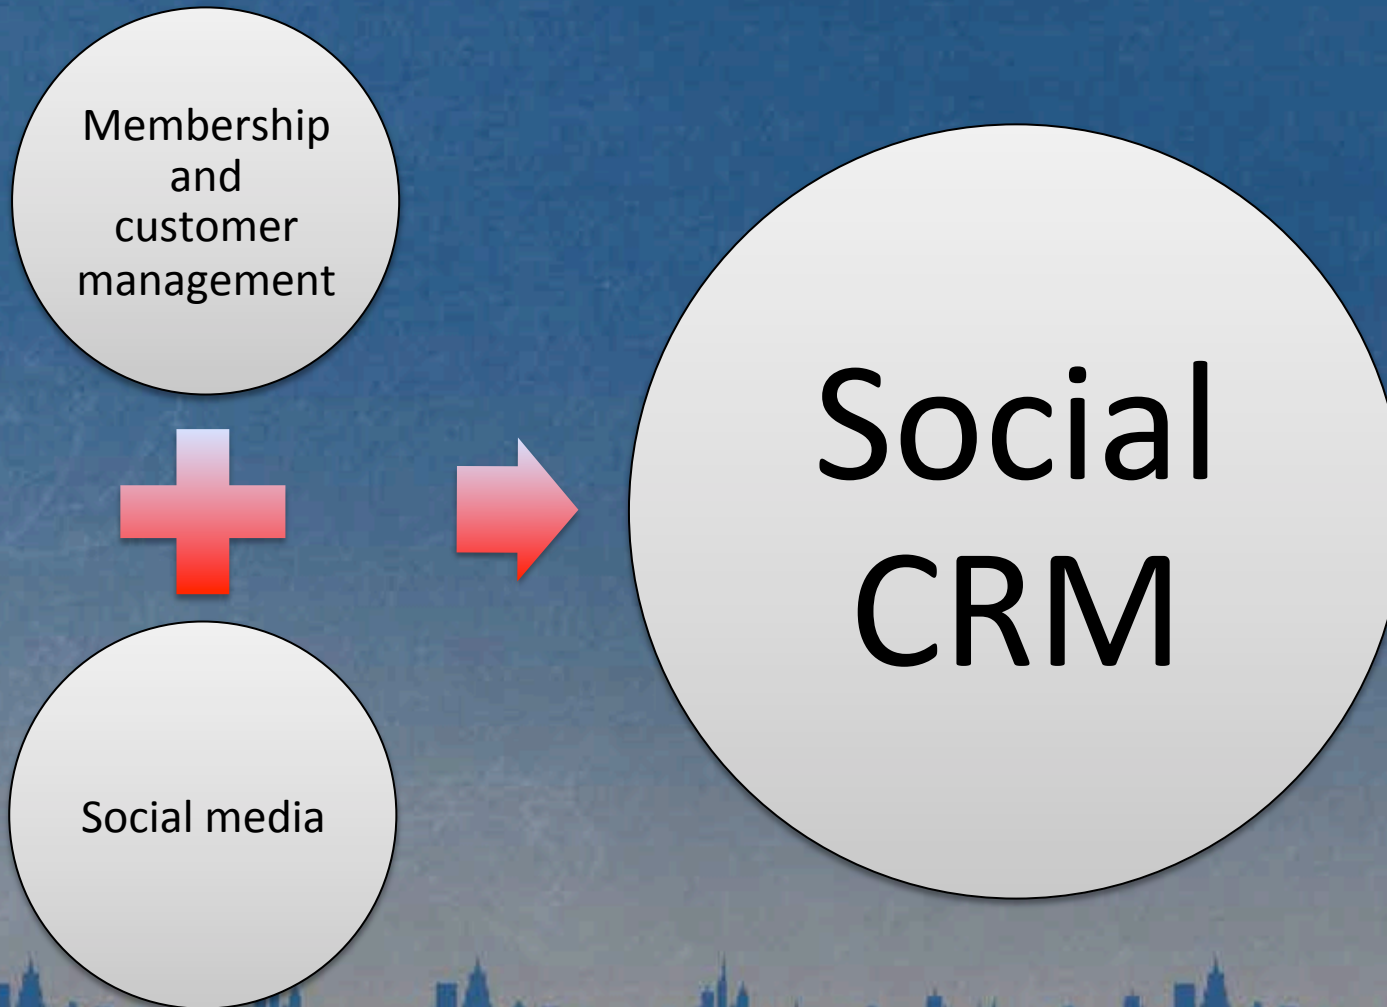 Membership
and
customer
management
Social media
Social
CRM